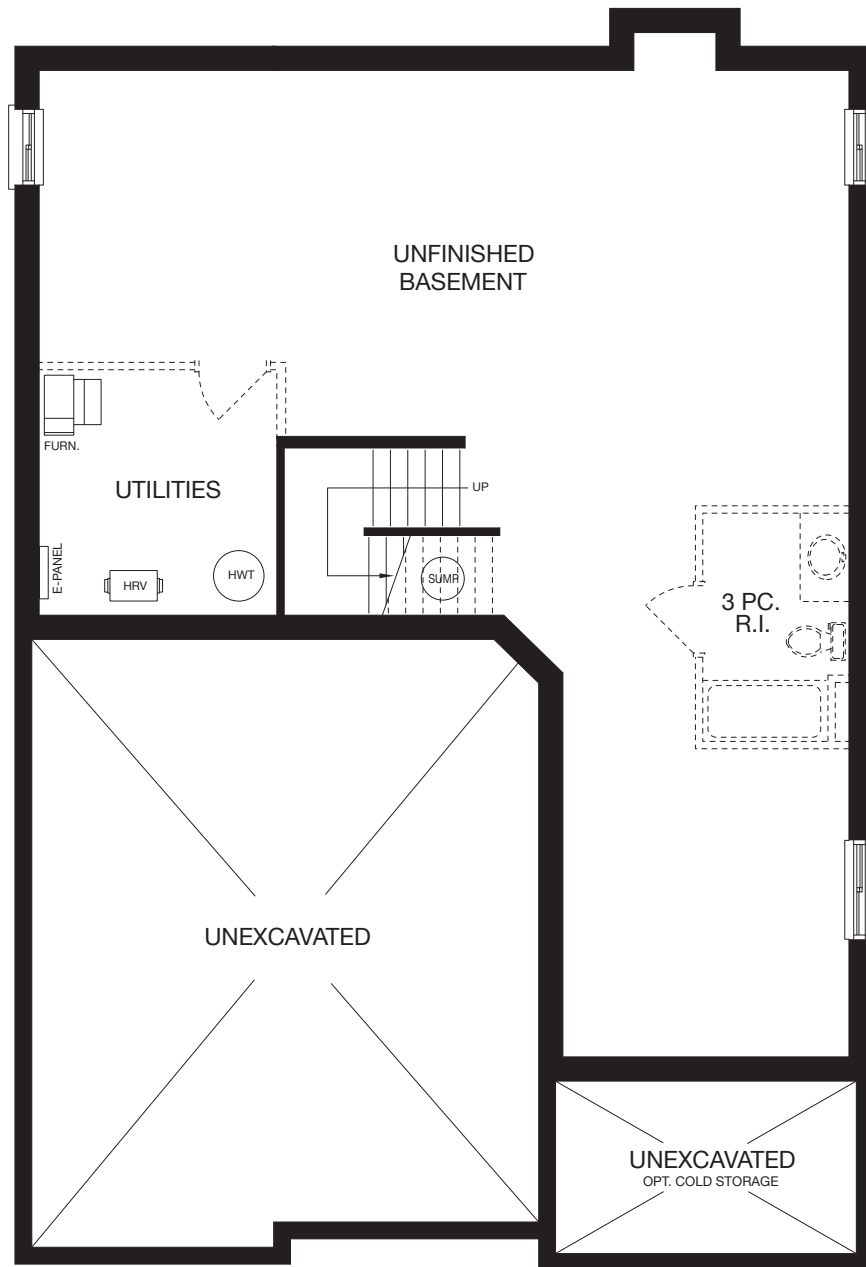 UNFINISHED
BASEMENT
FURN.
UTILITIES
UP
E-PANEL
HRV
HWT
SUMP
3 PC.
R.I.
UNEXCAVATED
UNEXCAVATED
OPT. COLD STORAGE